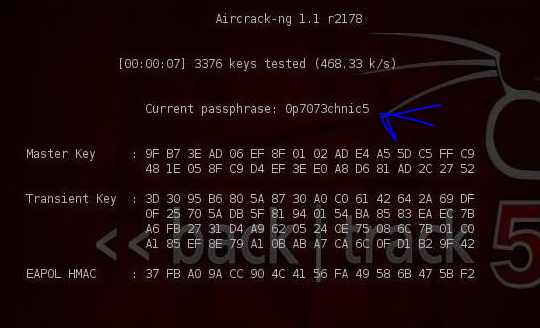 Aircrack-ng 1.1 r2178
[00:00:07] 3376 keys tested (468.33 k/s)
Current passphrase: 0p7073chnic5
Master Key : 9F B7 3E AD 06 EF 8F 01 02 AD E4 A5 5D C5 FF C9
48 1E 05 8F C9 D4 EF 3E E0 A8 D6 81 AD 2C 27 52
Transient Key : 3D 30 95 B6 80 5A 87 30 A0 C0 61 42 64 2A 69 DF
0F 25 70 5A DB 5F 81 94 01 54 BA 85 83 EA EC 7B
A6 FB 27 31 D4 A9 62 05 24 CE 75 08 66 7B 01 C0
A1 85 EF 8E 79 A1 0B AB A7 CA 6C 0F D1 B2 9F 42
EAPOL HMAC : 37 FB A0 9A CC 90 4C 41 56 FA 49 58 6B 47 5B F2
<< back | track 5